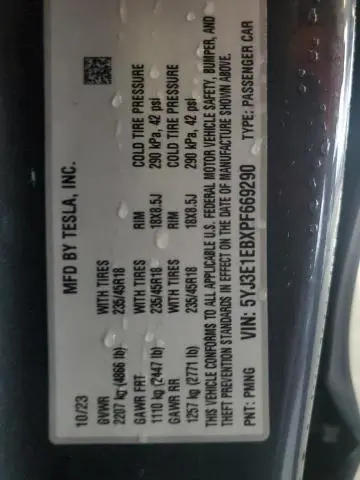 MFD BY TESLA, INC.
10/23
GVWR WITH TIRES RIM COLD TIRE PRESSURE
2207 kg (4866 lb) 235/45R18 18X8.5J 290 kPa, 42 psi
GAWR FRT WITH TIRES RIM COLD TIRE PRESSURE
1110 kg (2447 lb) 235/45R18 18X8.5J 290 kPa, 42 psi
GAWR RR
1257 kg (2771 lb)
THIS VEHICLE CONFORMS TO ALL APPLICABLE U.S. FEDERAL MOTOR VEHICLE SAFETY, BUMPER, AND
THEFT PREVENTION STANDARDS IN EFFECT ON THE DATE OF MANUFACTURE SHOWN ABOVE.
VIN: 5YJ3E1EBXPF669290
PNT: PMNG TYPE: PASSENGER CAR